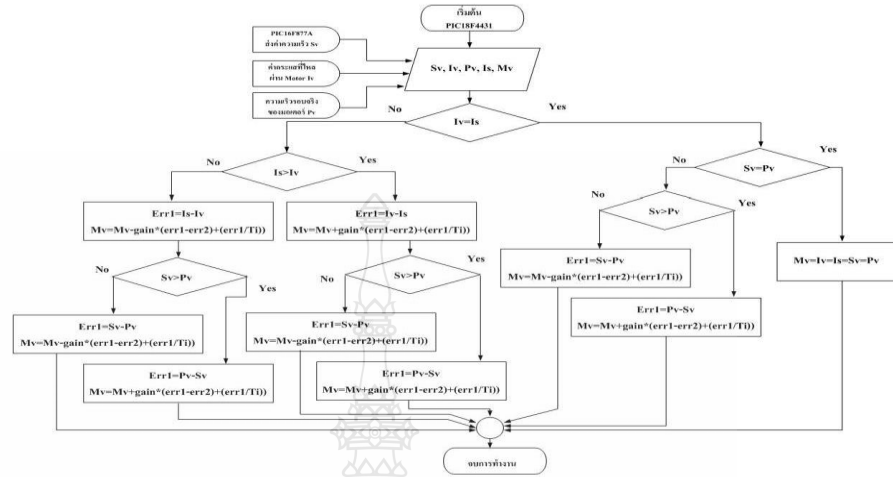 เริ่มต้น
PIC18F4431
PIC16F877A
ส่งค่าความเร็ว Sv
ค่ากระแสที่ไหล
ผ่าน Motor Iv
ความเร็วรอบจริง
ของมอเตอร์ Pv
Sv, Iv, Pv, Is, Mv
No
Yes
Iv=Is
No
Yes
Is>Iv
No
Yes
Sv=Pv
No
Yes
Sv>Pv
Err1=Is-Iv
Mv=Mv-gain*(err1-err2)+(err1/Ti))
Err1=Iv-Is
Mv=Mv+gain*(err1-err2)+(err1/Ti))
Err1=Sv-Pv
Mv=Mv-gain*(err1-err2)+(err1/Ti))
Mv=Iv=Is=Sv=Pv
No
Yes
Sv>Pv
No
Yes
Sv>Pv
Err1=Pv-Sv
Mv=Mv+gain*(err1-err2)+(err1/Ti))
Err1=Sv-Pv
Mv=Mv-gain*(err1-err2)+(err1/Ti))
Err1=Sv-Pv
Mv=Mv-gain*(err1-err2)+(err1/Ti))
Err1=Pv-Sv
Mv=Mv+gain*(err1-err2)+(err1/Ti))
Err1=Pv-Sv
Mv=Mv+gain*(err1-err2)+(err1/Ti))
จบการทำงาน